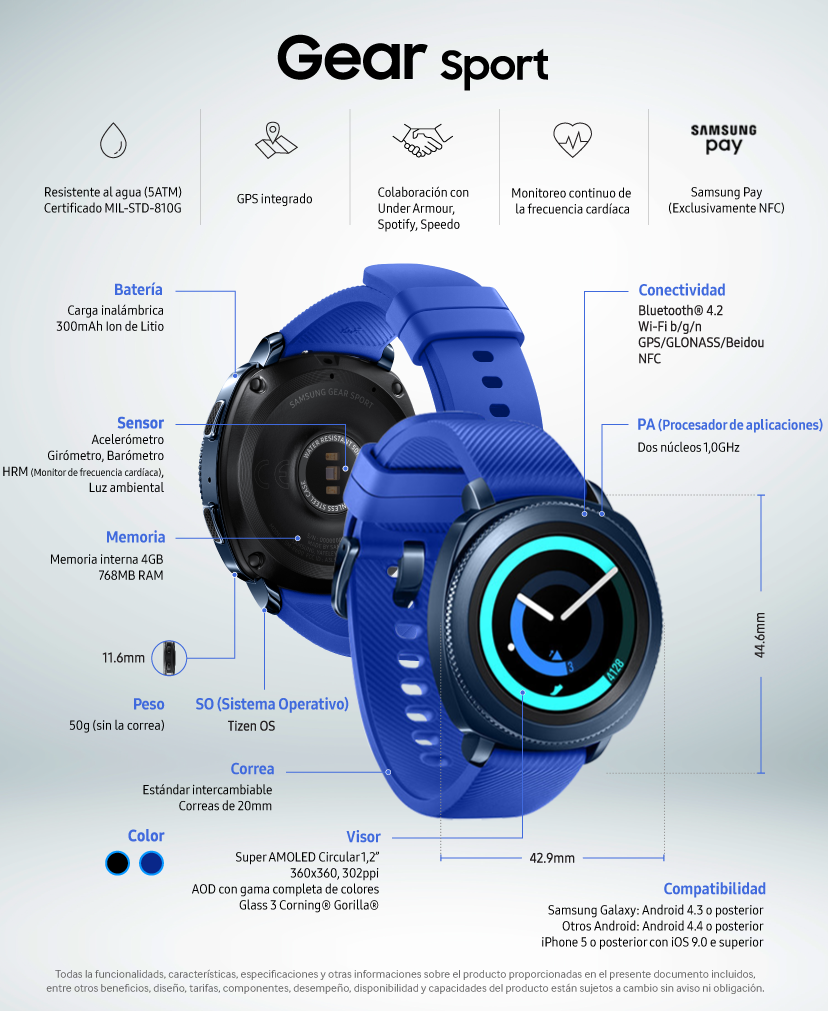 Gear Sport
Resistente al agua (5ATM)
Certificado MIL-STD-810G
GPS integrado
Colaboración con
Under Armour,
Spotify, Speedo
Monitoreo continuo de
la frecuencia cardíaca
SAMSUNG
pay
Samsung Pay
(Exclusivamente NFC)
Batería
Carga inalámbrica
300mAh Ion de Litio
Conectividad
Bluetooth® 4.2
Wi-Fi b/g/n
GPS/GLONASS/Beidou
NFC
SAMSUNG GEAR SPORT
Sensor
Acelerómetro
Girómetro, Barómetro
HRM (Monitor de frecuencia cardíaca),
Luz ambiental
PA (Procesador de aplicaciones)
Dos núcleos 1,0GHz
WATER RESISTANT
STAINLESS STEEL CASE
Memoria
Memoria interna 4GB
768MB RAM
44.6mm
11.6mm
3
4128
Peso
50g (sin la correa)
SO (Sistema Operativo)
Tizen OS
Correa
Estándar intercambiable
Correas de 20mm
Color
Visor
Super AMOLED Circular 1,2”
360x360, 302ppi
AOD con gama completa de colores
Glass 3 Corning® Gorilla®
42.9mm
Compatibilidad
Samsung Galaxy: Android 4.3 o posterior
Otros Android: Android 4.4 o posterior
iPhone 5 o posterior con iOS 9.0 e superior
Todas la funcionalidads, características, especificaciones y otras informaciones sobre el producto proporcionadas en el presente documento incluidos,
entre otros beneficios, diseño, tarifas, componentes, desempeño, disponibilidad y capacidades del producto están sujetos a cambio sin aviso ni obligación.